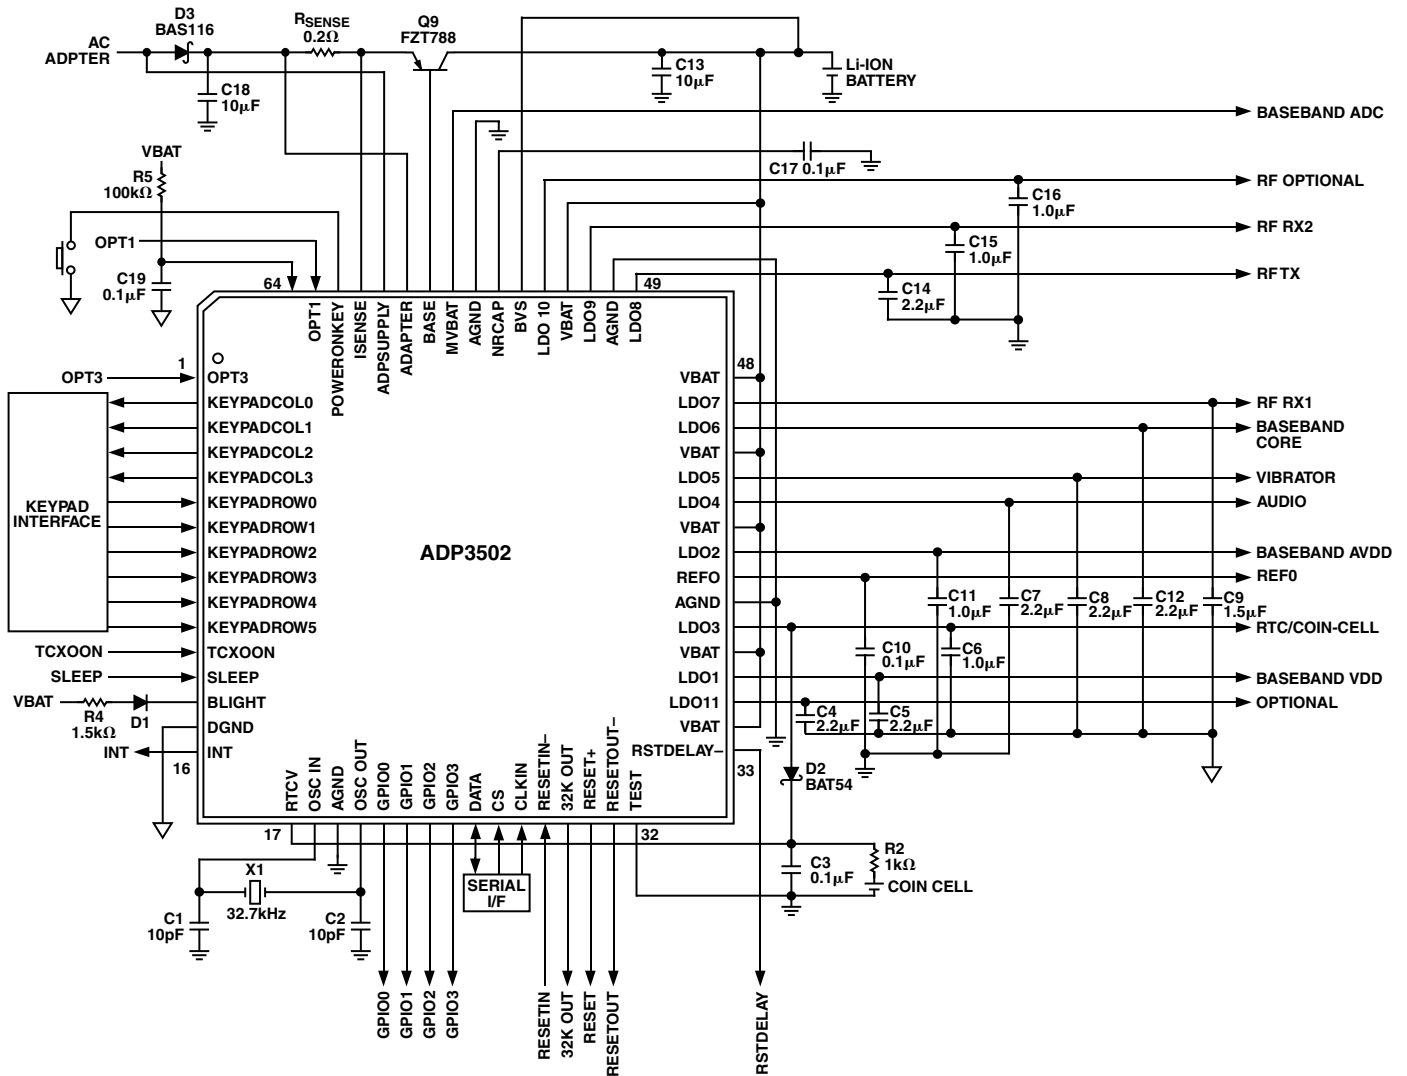 D3
BAS116
RSENSE
0.2Ω
Q9
FZT788
AC
ADPTER
C18
10µF
C13
10µF
Li-ION
BATTERY
BASEBAND ADC
C17 0.1µF
RF OPTIONAL
C16
1.0µF
RF RX2
C15
1.0µF
RF TX
C14
2.2µF
VBAT
R5
100kΩ
OPT1
C19
0.1µF
64
49
OPT1
POWERONKEY
ISENSE
ADPSUPPLY
ADAPTER
BASE
MVBAT
AGND
NRCAP
BVS
LDO 10
VBAT
LDO9
AGND
LDO8
1
48
OPT3
OPT3
KEYPADCOL0
KEYPADCOL1
KEYPADCOL2
KEYPADCOL3
KEYPADROW0
KEYPADROW1
KEYPADROW2
KEYPADROW3
KEYPADROW4
KEYPADROW5
TCXOON
SLEEP
BLIGHT
DGND
INT
KEYPAD
INTERFACE
TCXOON
SLEEP
VBAT
R4
1.5kΩ
D1
INT
16
ADP3502
VBAT
LDO7
LDO6
VBAT
LDO5
LDO4
VBAT
LDO2
REFO
AGND
LDO3
VBAT
LDO1
LDO11
VBAT
RSTDELAY–
33
RF RX1
BASEBAND
CORE
VIBRATOR
AUDIO
BASEBAND AVDD
REF0
RTC/COIN-CELL
BASEBAND VDD
OPTIONAL
C11
1.0µF
C7
2.2µF
C8
2.2µF
C12
2.2µF
C9
1.5µF
C10
0.1µF
C6
1.0µF
C4
2.2µF
C5
2.2µF
D2
BAT54
RTCV
OSC IN
AGND
OSC OUT
GPIO0
GPIO1
GPIO2
GPIO3
DATA
CS
CLKIN
RESETIN–
32K OUT
RESET+
RESETOUT–
TEST
17
32
X1
32.7kHz
C1
10pF
C2
10pF
SERIAL
I/F
C3
0.1µF
R2
1kΩ
COIN CELL
GPIO0
GPIO1
GPIO2
GPIO3
RESETIN
32K OUT
RESET
RESETOUT
RSTDELAY